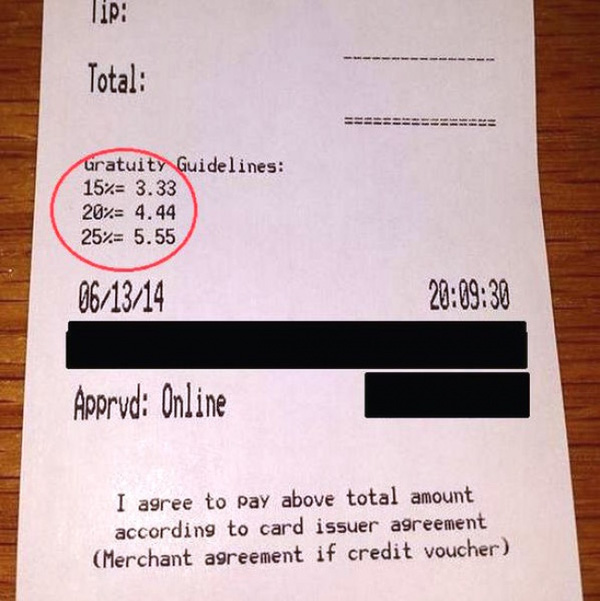 Tip:
Total:
Gratuity Guidelines:
15%= 3.33
20%= 4.44
25%= 5.55
06/13/14 20:09:30
Apprvd: Online
I agree to pay above total amount
according to card issuer agreement
(Merchant agreement if credit voucher)